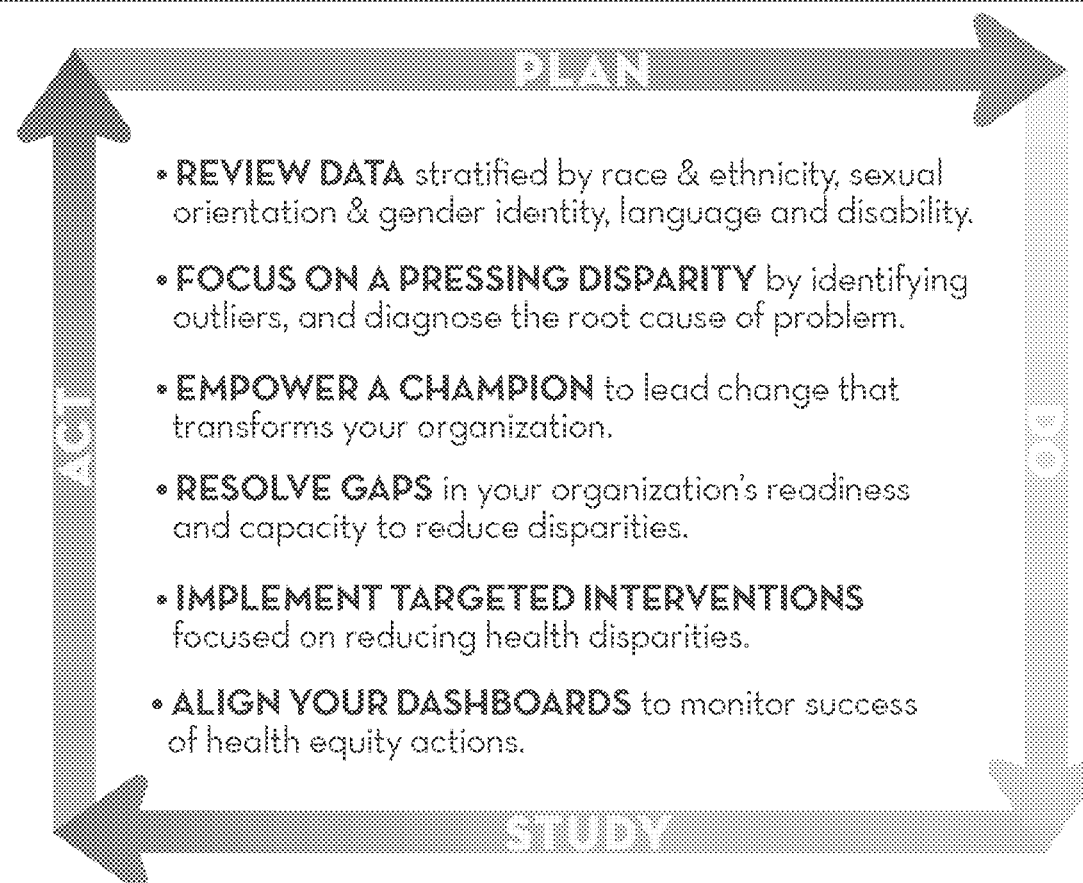 PLAN
• REVIEW DATA stratified by race & ethnicity, sexual
orientation & gender identity, language and disability.
• FOCUS ON A PRESSING DISPARITY by identifying
outliers, and diagnose the root cause of problem.
• EMPOWER A CHAMPION to lead change that
transforms your organization.
• RESOLVE GAPS in your organization's readiness
and capacity to reduce disparities.
• IMPLEMENT TARGETED INTERVENTIONS
focused on reducing health disparities.
• ALIGN YOUR DASHBOARDS to monitor success
of health equity actions.
DO
STUDY
ACT